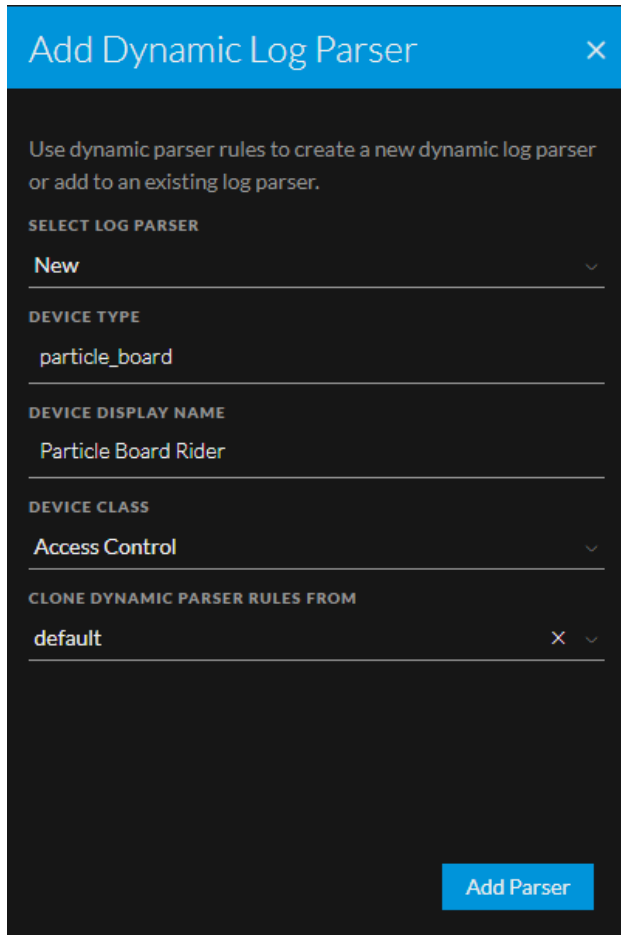 Add Dynamic Log Parser
Use dynamic parser rules to create a new dynamic log parser
or add to an existing log parser.
SELECT LOG PARSER
New
DEVICE TYPE
particle_board
DEVICE DISPLAY NAME
Particle Board Rider
DEVICE CLASS
Access Control
CLONE DYNAMIC PARSER RULES FROM
default
Add Parser